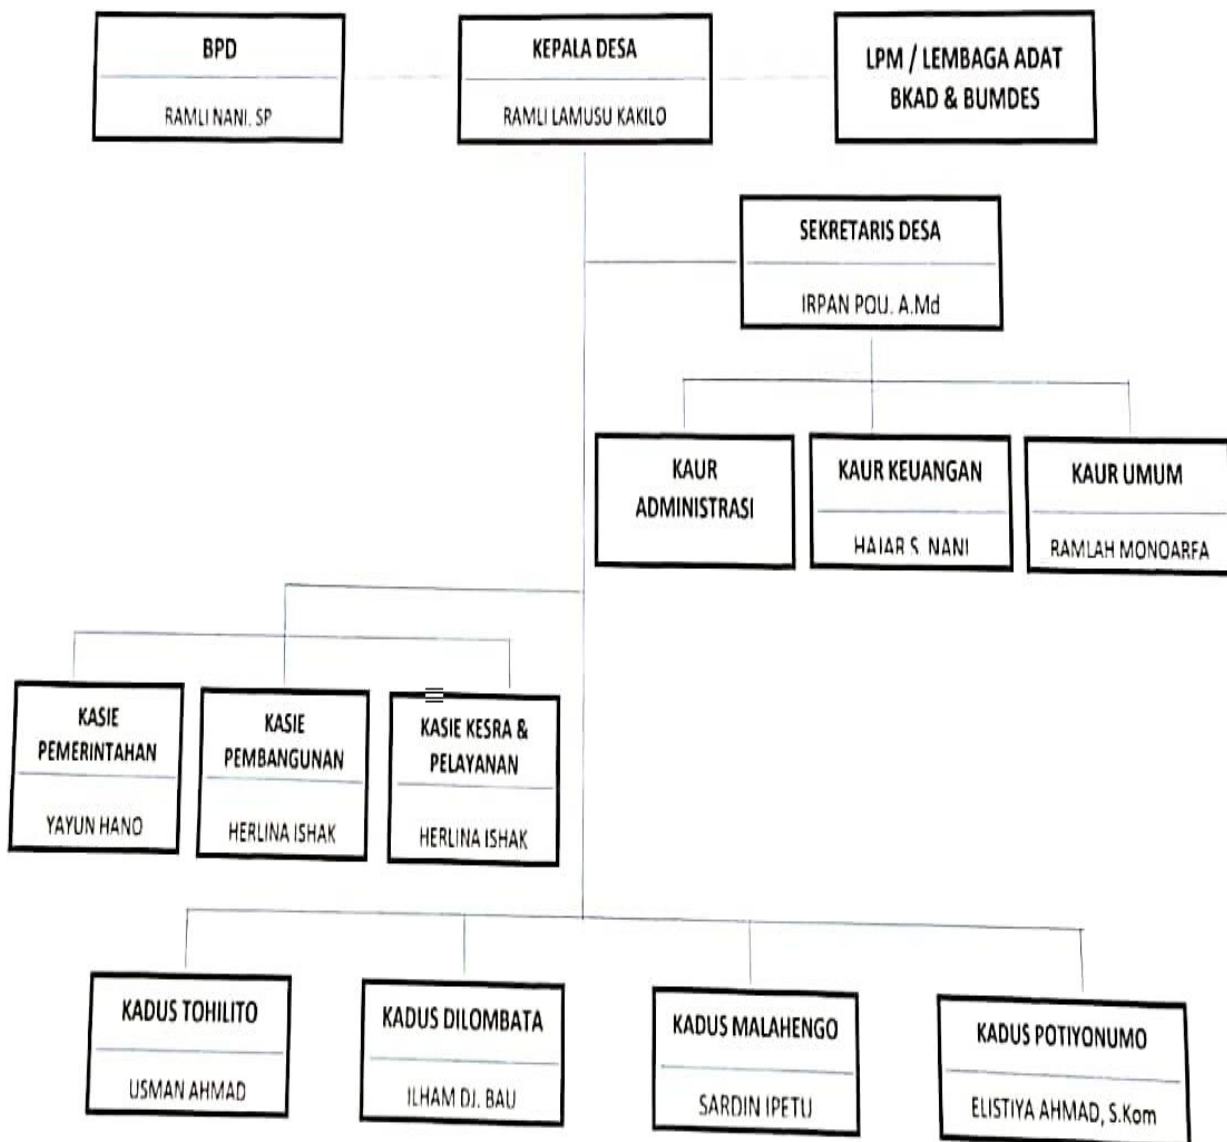 BPD
RAMLI NANI. SP
KEPALA DESA
RAMLI LAMUSU KAKILO
LPM / LEMBAGA ADAT
BKAD & BUMDES
SEKRETARIS DESA
IRPAN POU. A.Md
KAUR
ADMINISTRASI
KAUR KEUANGAN
HAJAR S. NANI
KAUR UMUM
RAMLAH MONOARFA
KASIE
PEMERINTAHAN
YAYUN HANO
KASIE
PEMBANGUNAN
HERLINA ISHAK
KASIE KESRA &
PELAYANAN
HERLINA ISHAK
KADUS TOHILITO
USMAN AHMAD
KADUS DILOMBATA
ILHAM DJ. BAU
KADUS MALAHENGO
SARDIN IPETU
KADUS POTIYONUMO
ELISTIYA AHMAD, S.Kom